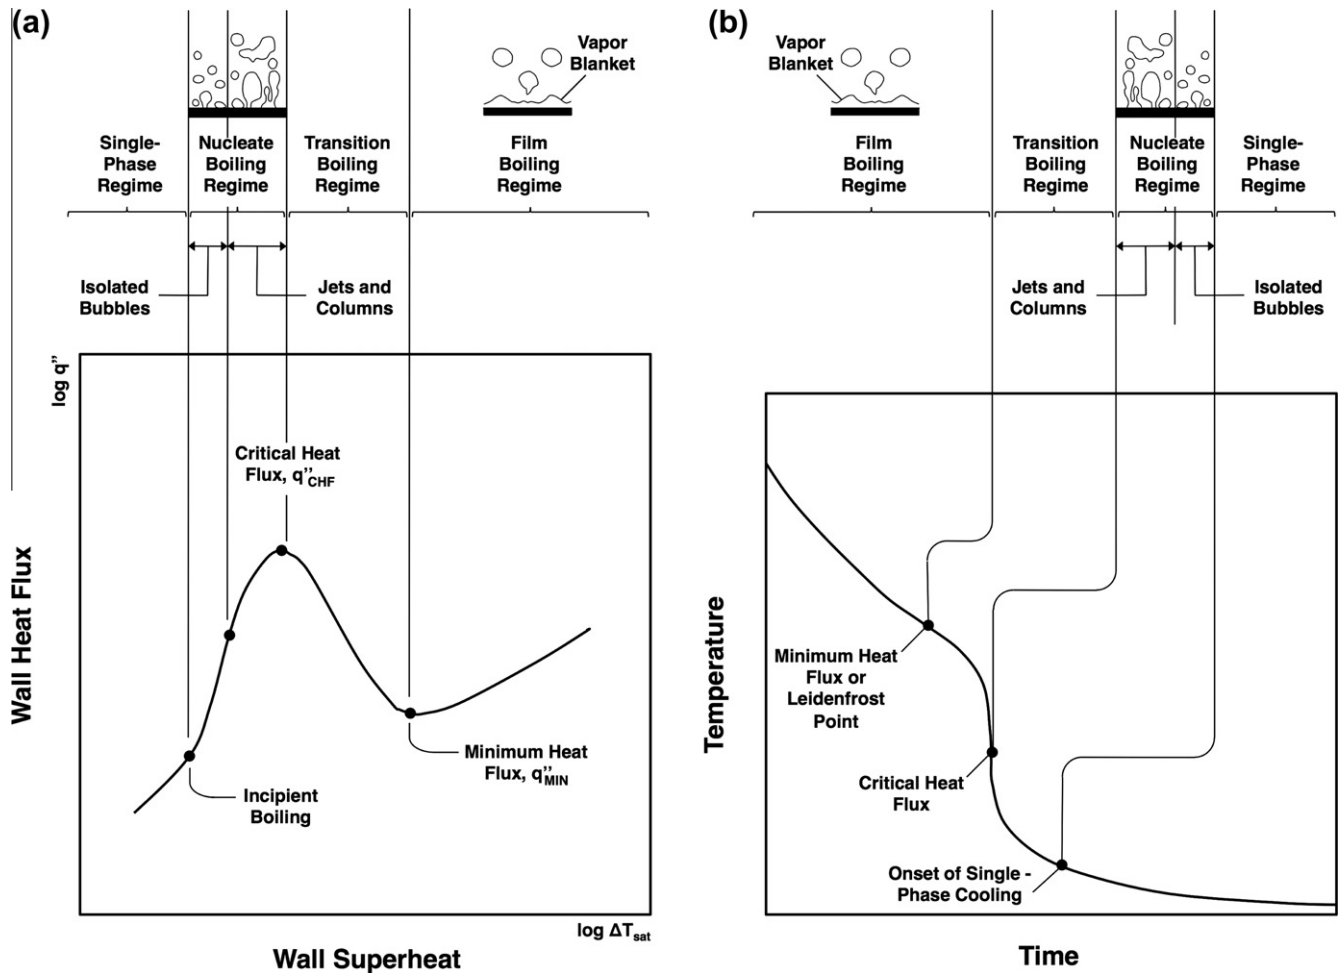 (a)
Vapor
Blanket
Single-
Phase
Regime
Nucleate
Boiling
Regime
Transition
Boiling
Regime
Film
Boiling
Regime
Isolated
Bubbles
Jets and
Columns
log q”
Critical Heat
Flux, q”CHF
Wall Heat Flux
Minimum Heat
Flux, q”MIN
Incipient
Boiling
log ΔTsat
Wall Superheat
(b)
Vapor
Blanket
Film
Boiling
Regime
Transition
Boiling
Regime
Nucleate
Boiling
Regime
Single-
Phase
Regime
Jets and
Columns
Isolated
Bubbles
Temperature
Minimum Heat
Flux or
Leidenfrost
Point
Critical Heat
Flux
Onset of Single -
Phase Cooling
Time